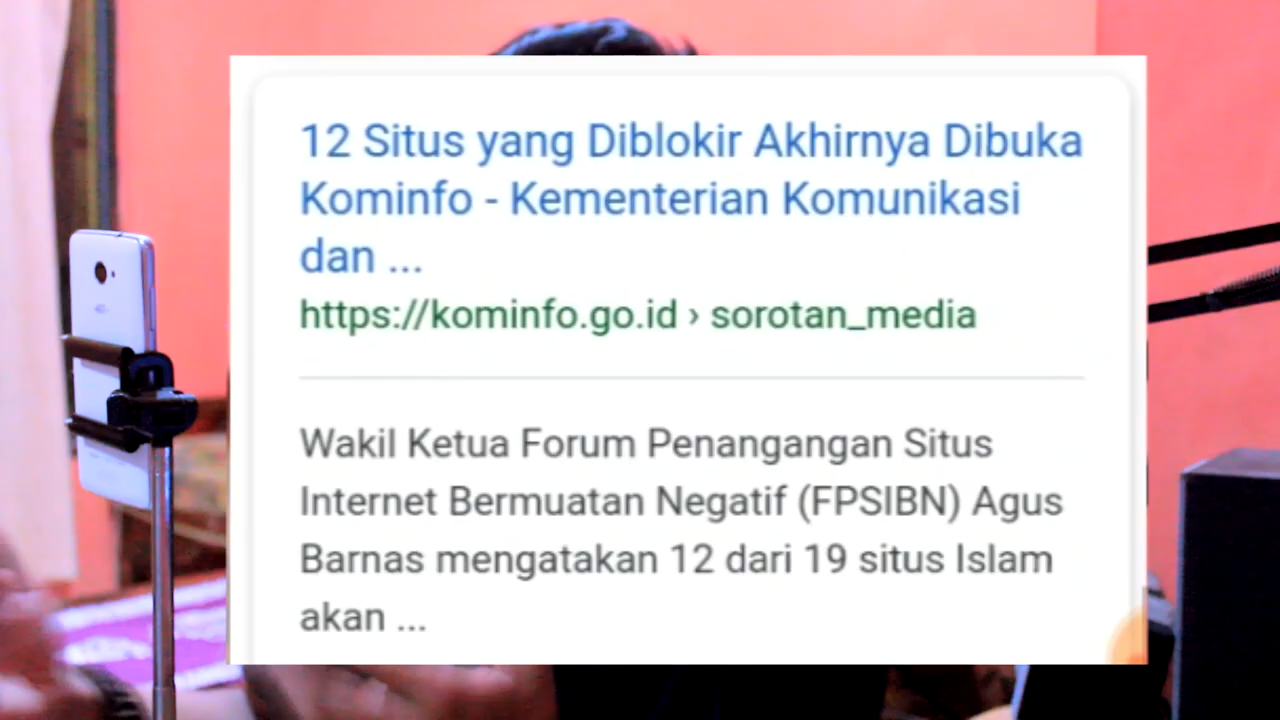 12 Situs yang Diblokir Akhirnya Dibuka
Kominfo - Kementerian Komunikasi
dan ...
https://kominfo.go.id › sorotan_media
Wakil Ketua Forum Penangangan Situs
Internet Bermuatan Negatif (FPSIBN) Agus
Barnas mengatakan 12 dari 19 situs Islam
akan ...